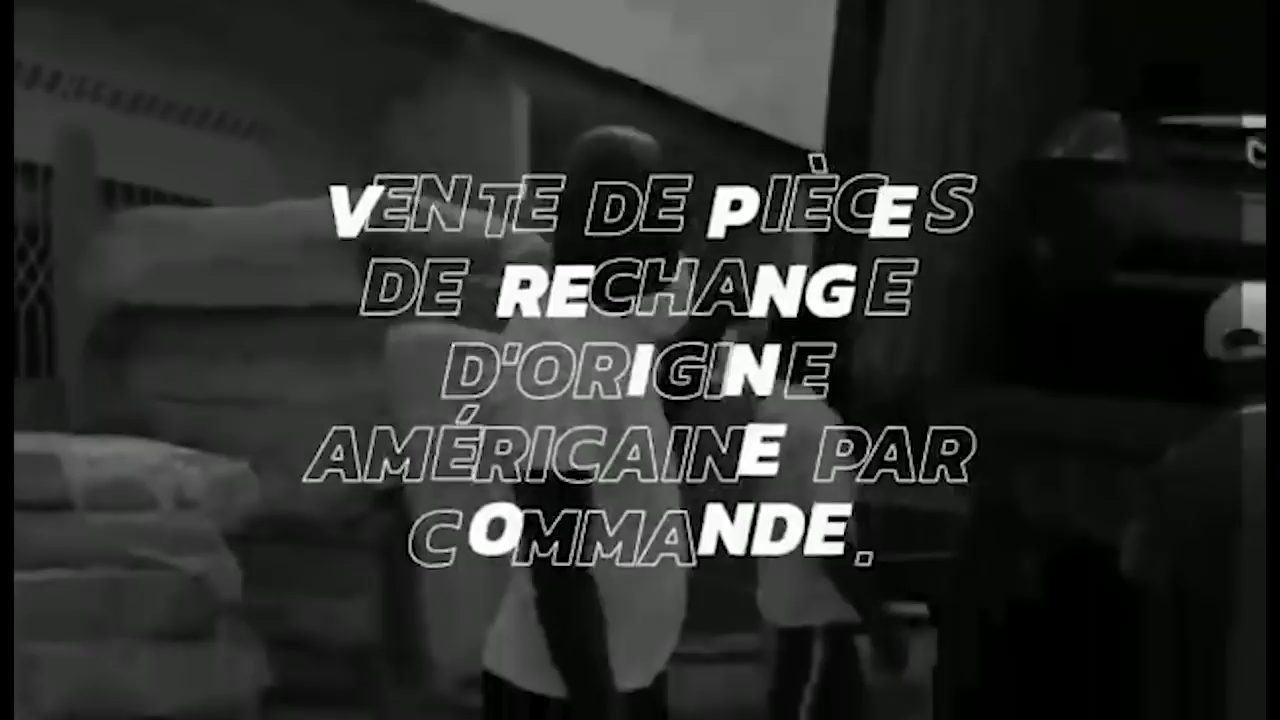 VENTE DE PIÈCES
DE RECHANGE
D'ORIGINE
AMÉRICAINE PAR
COMMANDE.